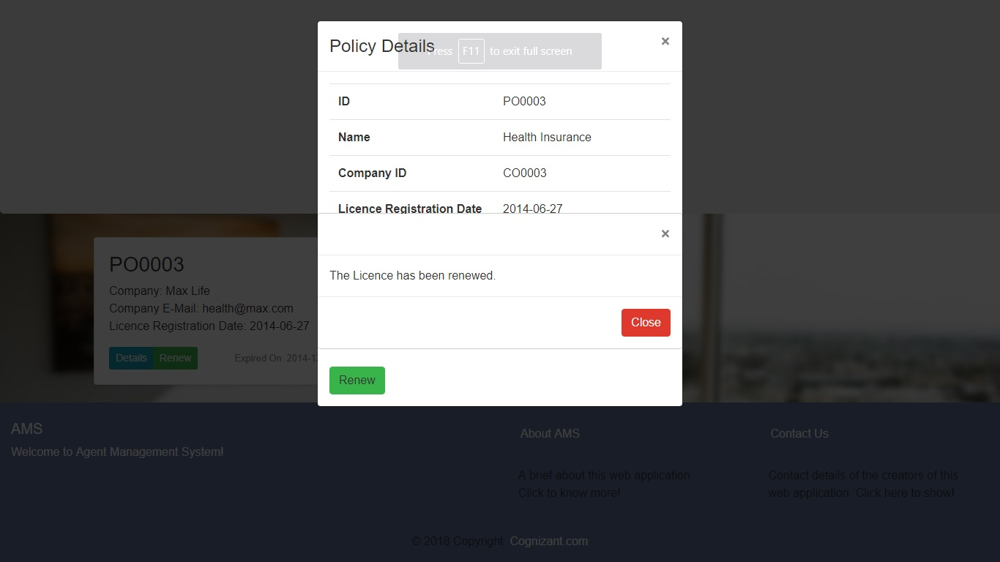 Policy Details
×
Press F11 to exit full screen
ID PO0003
Name Health Insurance
Company ID CO0003
Licence Registration Date 2014-06-27
×
The Licence has been renewed.
Close
Renew
PO0003
Company: Max Life
Company E-Mail: health@max.com
Licence Registration Date: 2014-06-27
Details Renew Expired On:
AMS
Welcome to Agent Management System!
About AMS
A brief about this web application.
Click to know more!
Contact Us
Contact details of the creators of this
web application. Click here to show!
© 2018 Copyright: Cognizant.com